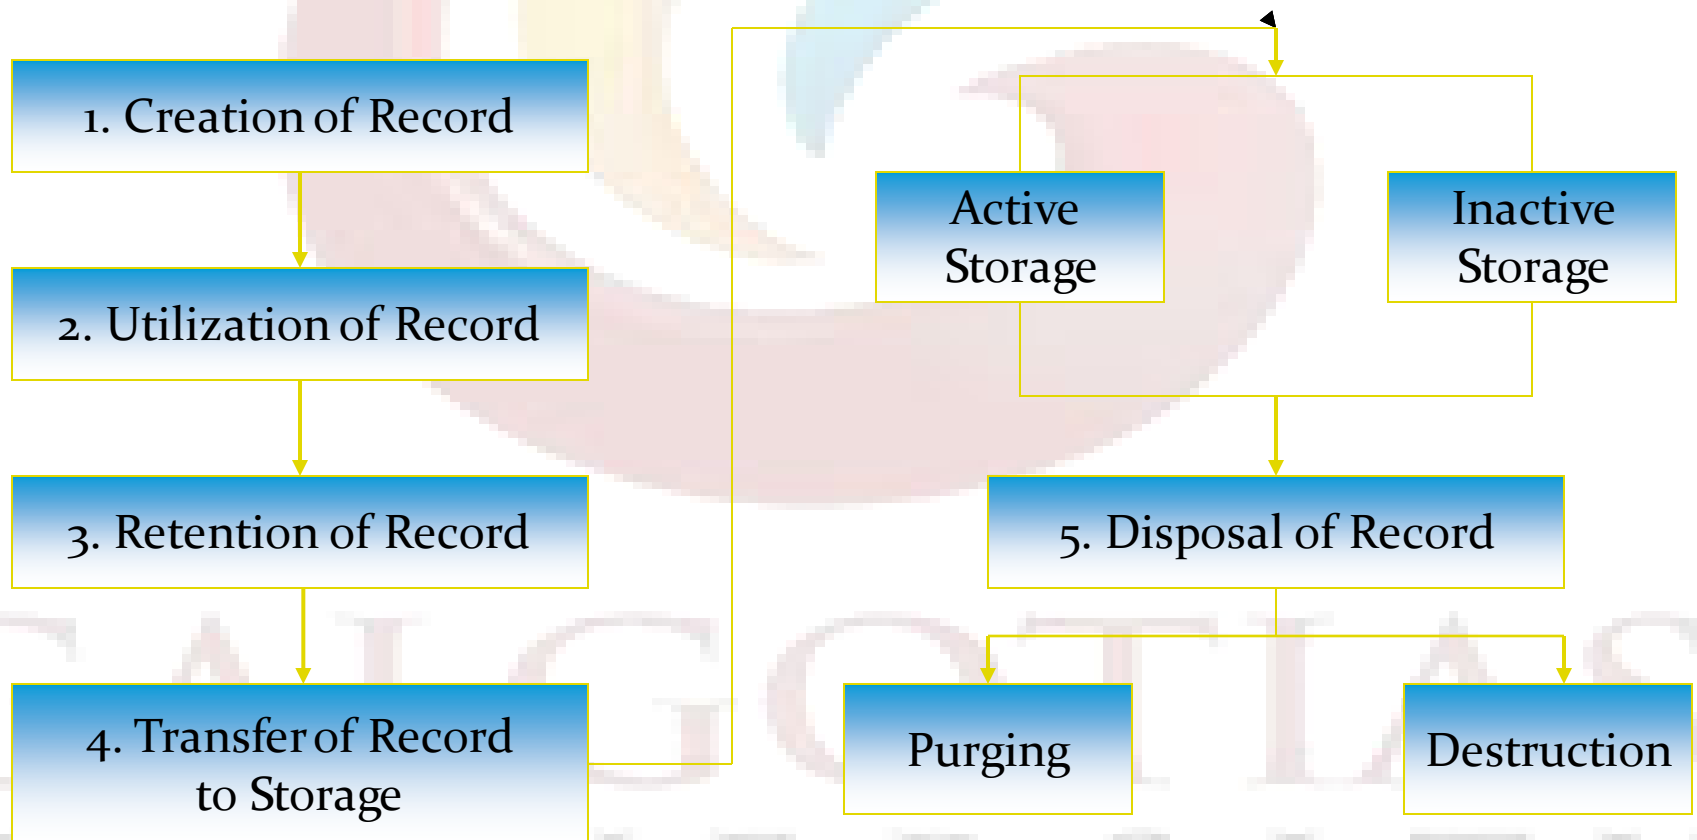 1. Creation of Record
2. Utilization of Record
3. Retention of Record
4. Transfer of Record
to Storage
Active
Storage
Inactive
Storage
5. Disposal of Record
Purging
Destruction
GALGOTIAS